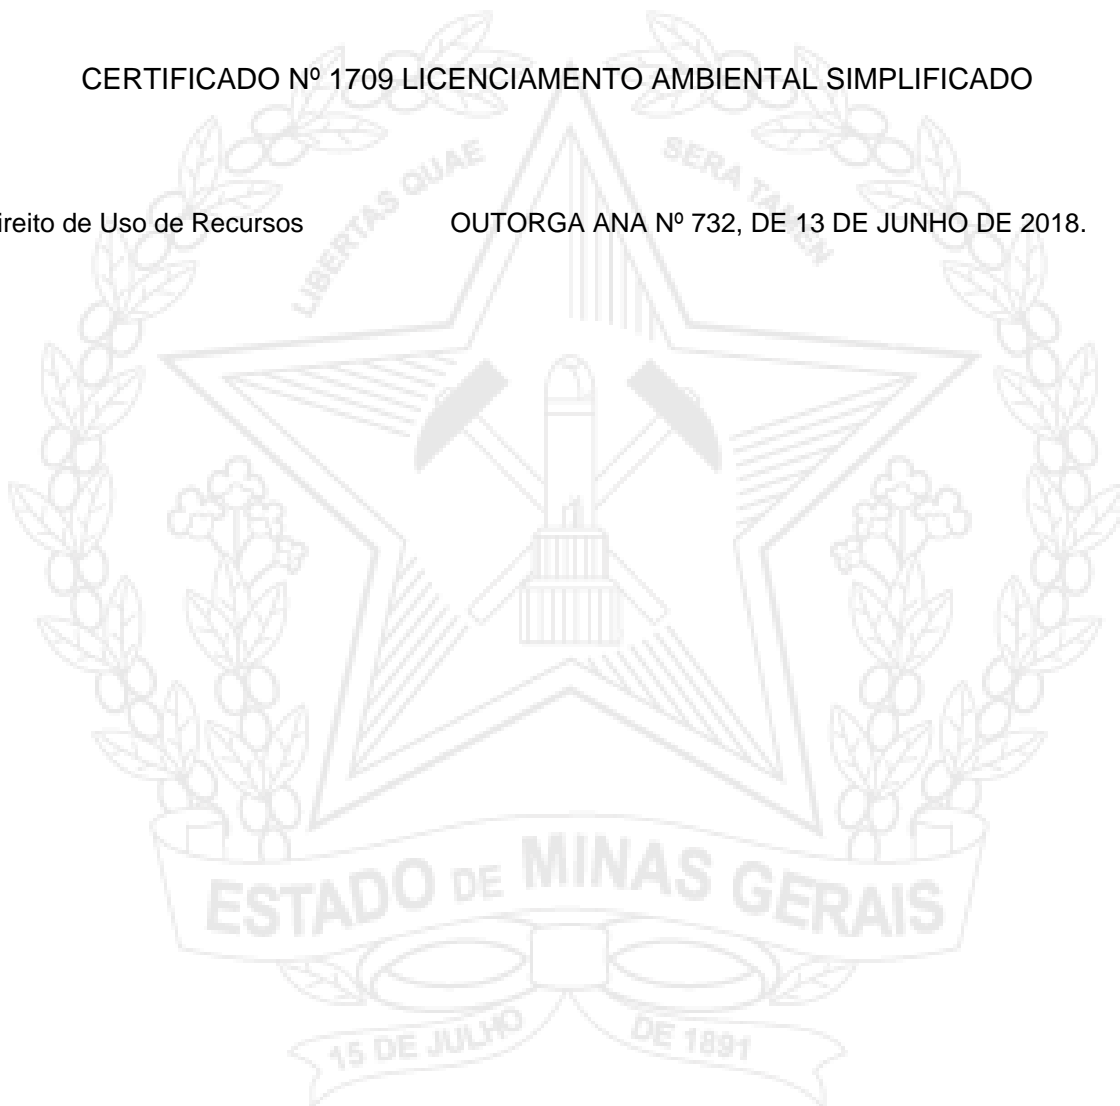 CERTIFICADO Nº 1709 LICENCIAMENTO AMBIENTAL SIMPLIFICADO
LIBERTAS QUAE SERA TAMEN
ireito de Uso de Recursos OUTORGA ANA Nº 732, DE 13 DE JUNHO DE 2018.
ESTADO DE MINAS GERAIS
15 DE JULHO DE 1891